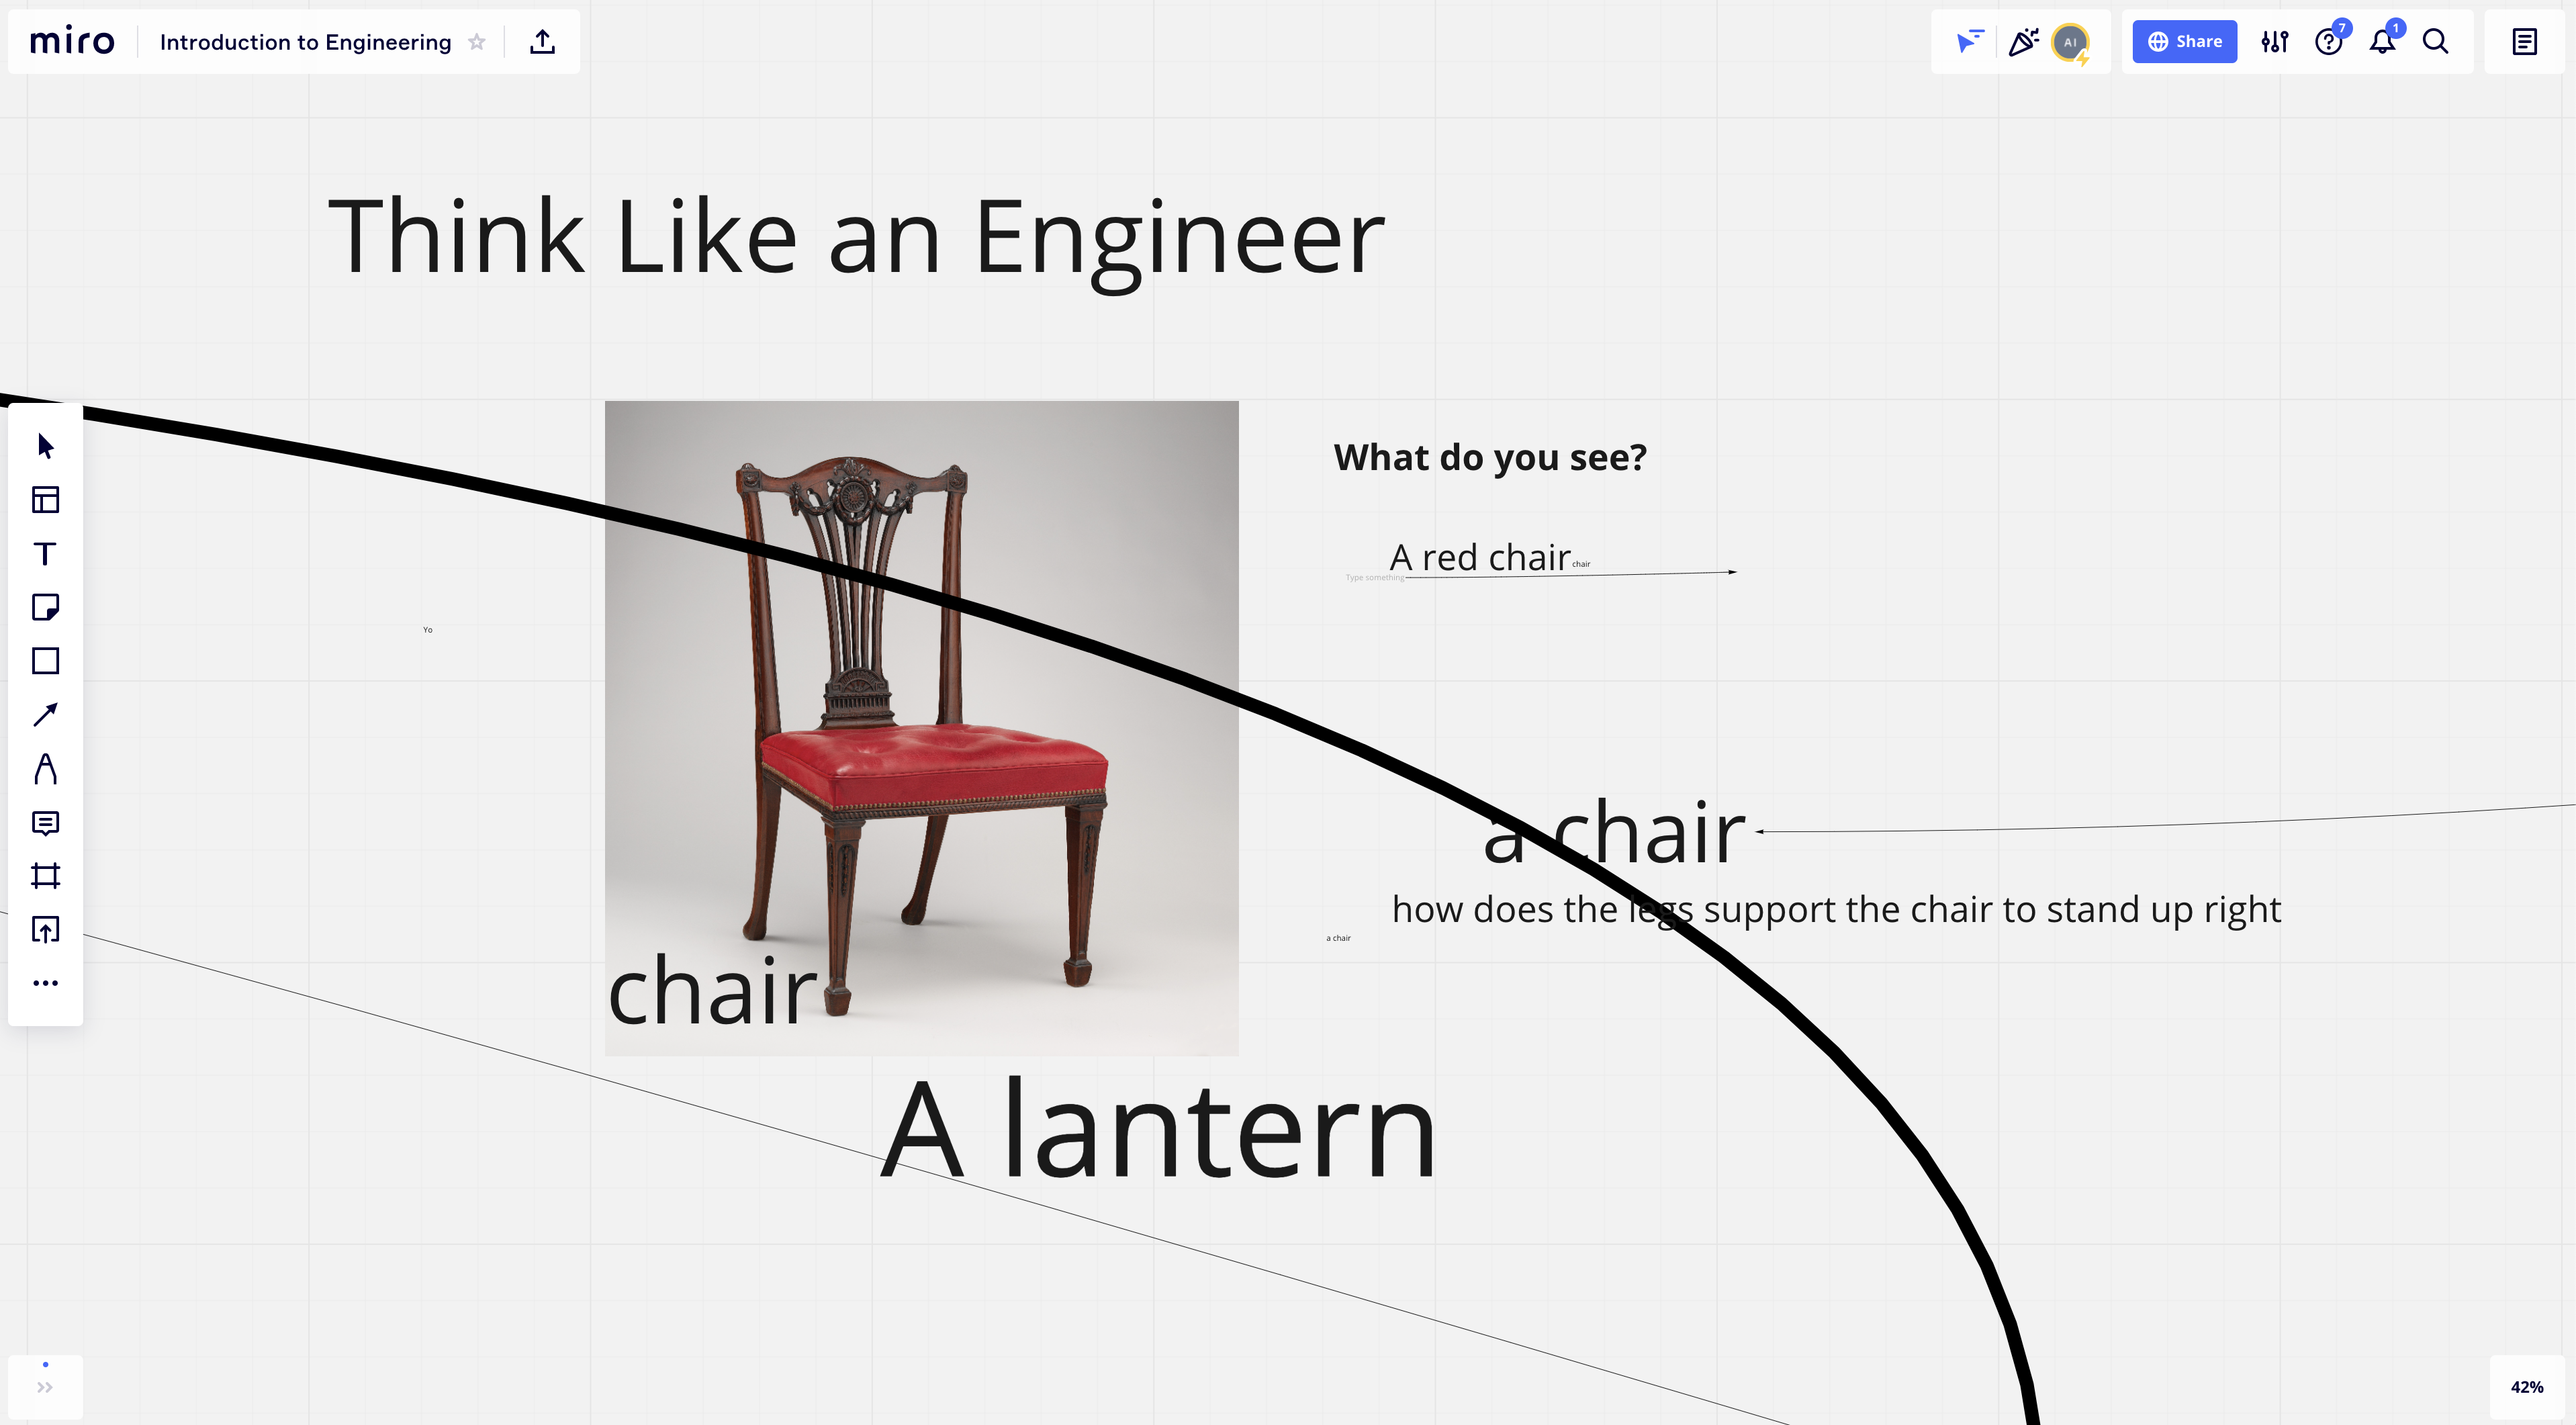 miro
Introduction to Engineering
AI
Share
7
1
Think Like an Engineer
What do you see?
A red chair
chair
Type something
Yo
a chair
how does the legs support the chair to stand up right
a chair
chair
A lantern
42%